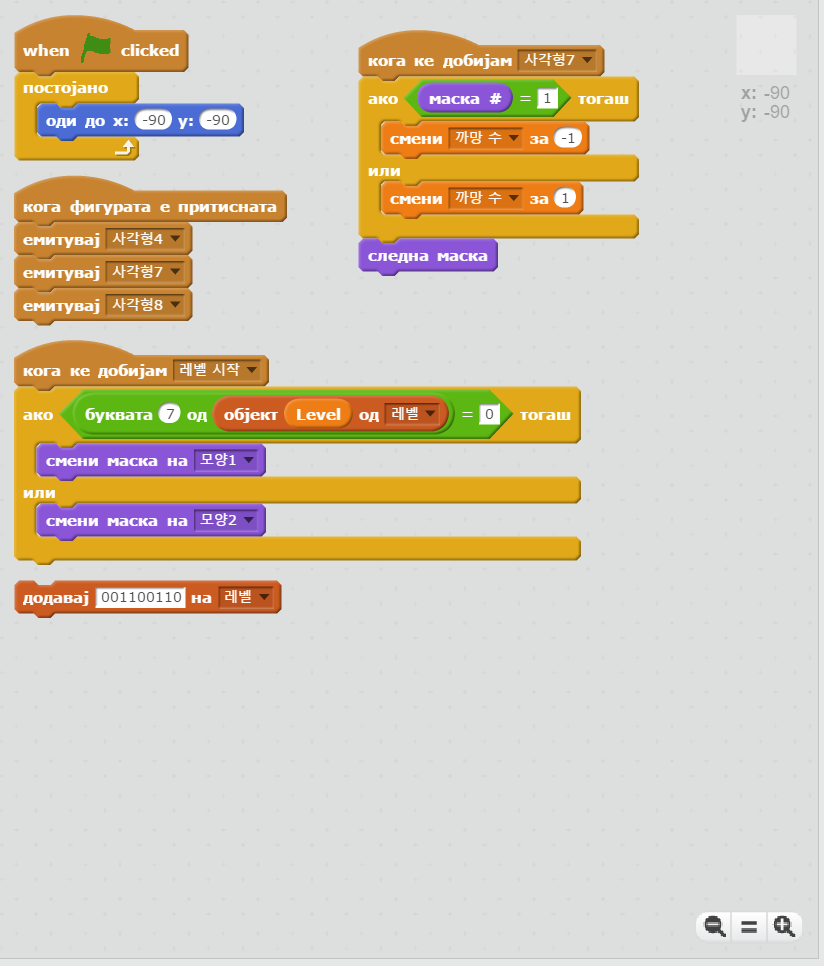 when clicked
постојано
оди до x: -90 y: -90
кога фигурата е притисната
емитувај 사각형4
емитувај 사각형7
емитувај 사각형8
кога ке добијам 레벨 시작
ако буквата 7 од објект Level од 레벨 = 0 тогаш
смени маска на 모양1
или
смени маска на 모양2
додавај 001100110 на 레벨
кога ке добијам 사각형7
ако маска # = 1 тогаш
смени 까망 수 за -1
или
смени 까망 수 за 1
следна маска
x: -90
y: -90